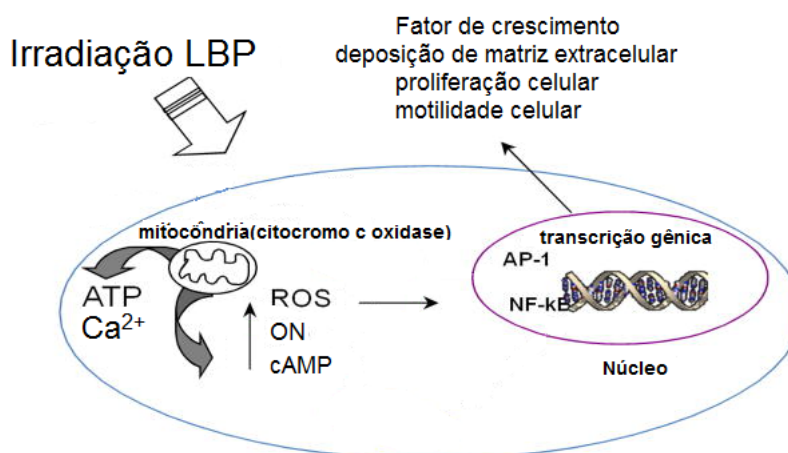 Irradiação LBP
Fator de crescimento
deposição de matriz extracelular
proliferação celular
motilidade celular
mitocôndria(citocromo c oxidase)
ATP
Ca²⁺
ROS
ON
cAMP
transcrição gênica
AP-1
NF-kB
Núcleo